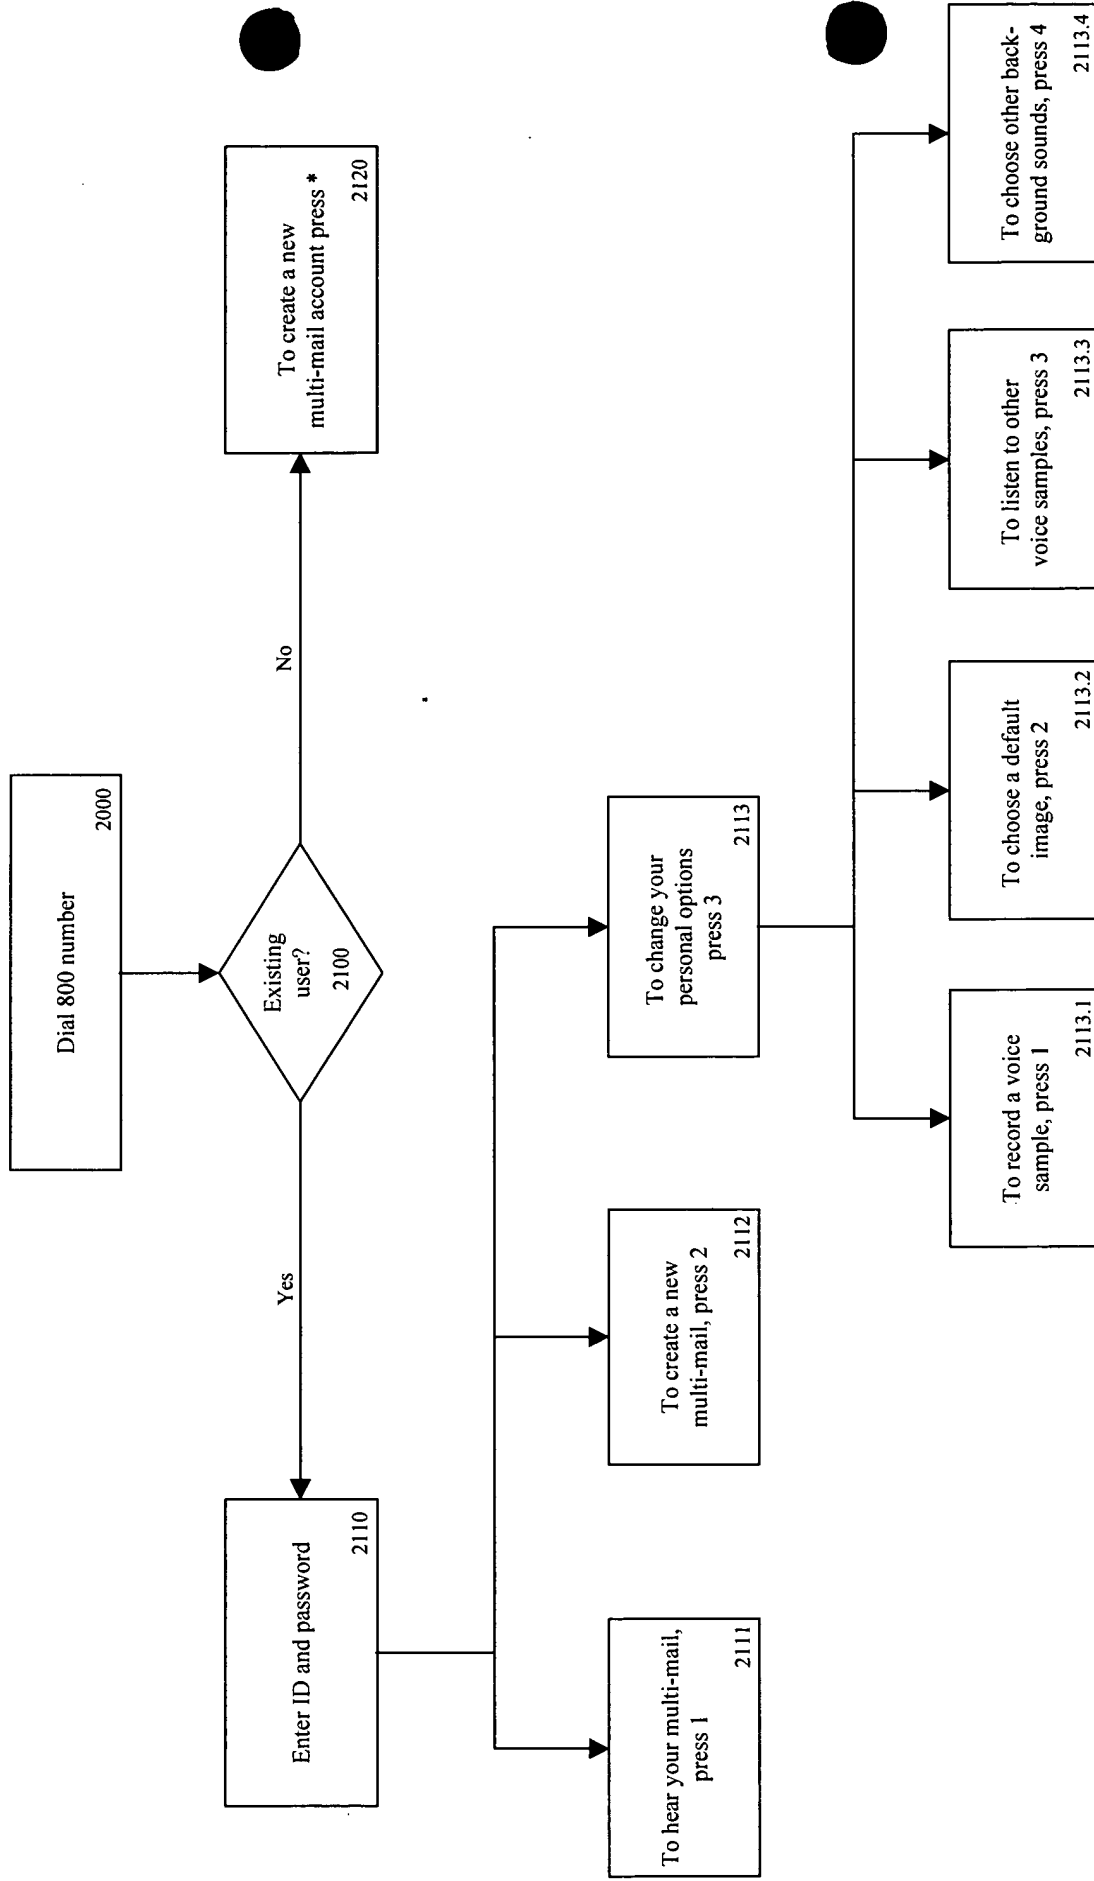 Dial 800 number
2000
Existing
user?
2100
Yes
No
Enter ID and password
2110
To create a new
multi-mail account press *
2120
To hear your multi-mail,
press 1
2111
To create a new
multi-mail, press 2
2112
To change your
personal options
press 3
2113
To record a voice
sample, press 1
2113.1
To choose a default
image, press 2
2113.2
To listen to other
voice samples, press 3
2113.3
To choose other back-
ground sounds, press 4
2113.4